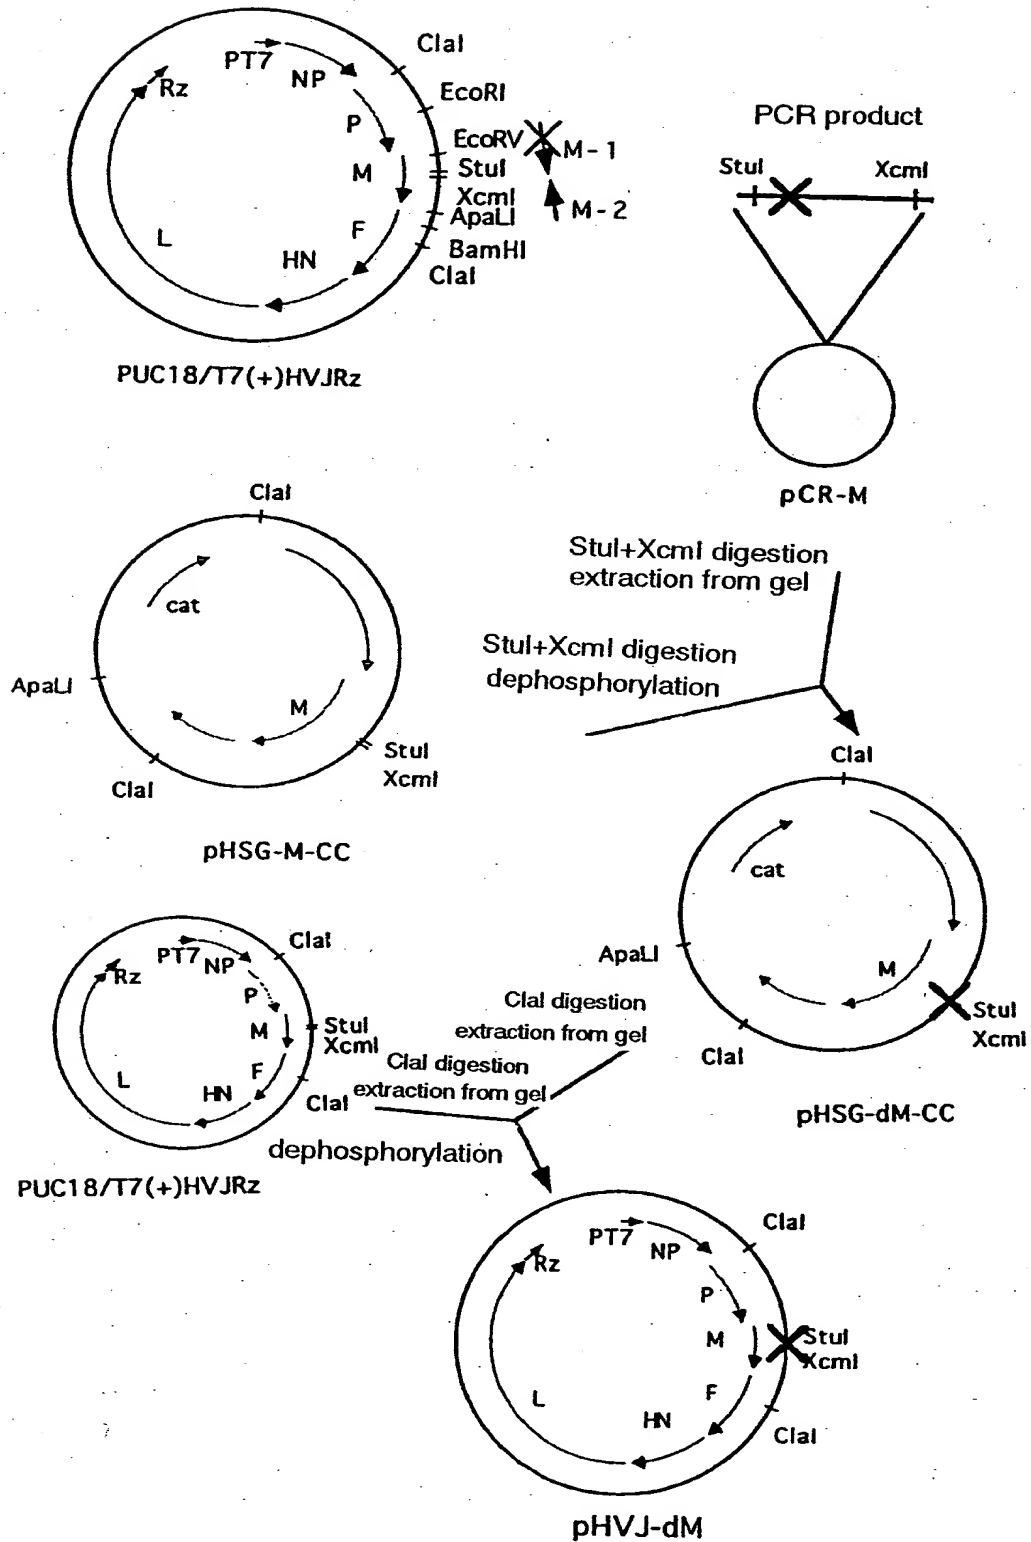 ClaI
PT7
NP
Rz
EcoRI
P
EcoRV
M-1
M
StuI
XcmI
ApaLI
M-2
L
F
HN
BamHI
ClaI
PUC18/T7(+)HVJRz
PCR product
StuI
XcmI
pCR-M
ClaI
cat
ApaLI
M
StuI
XcmI
ClaI
pHSG-M-CC
StuI+XcmI digestion
extraction from gel
StuI+XcmI digestion
dephosphorylation
ClaI
cat
ApaLI
M
StuI
XcmI
ClaI
pHSG-dM-CC
PT7
NP
ClaI
Rz
P
M
StuI
XcmI
F
L
HN
ClaI
PUC18/T7(+)HVJRz
ClaI digestion
extraction from gel
ClaI digestion
extraction from gel
dephosphorylation
PT7
NP
ClaI
Rz
P
M
StuI
XcmI
F
L
HN
ClaI
pHVJ-dM